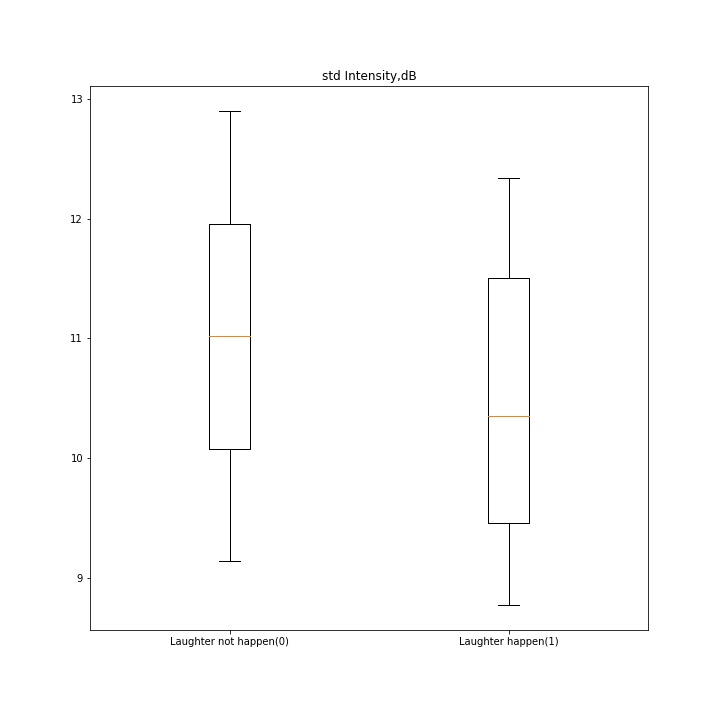 std Intensity,dB
13
12
11
10
9
Laughter not happen(0)
Laughter happen(1)